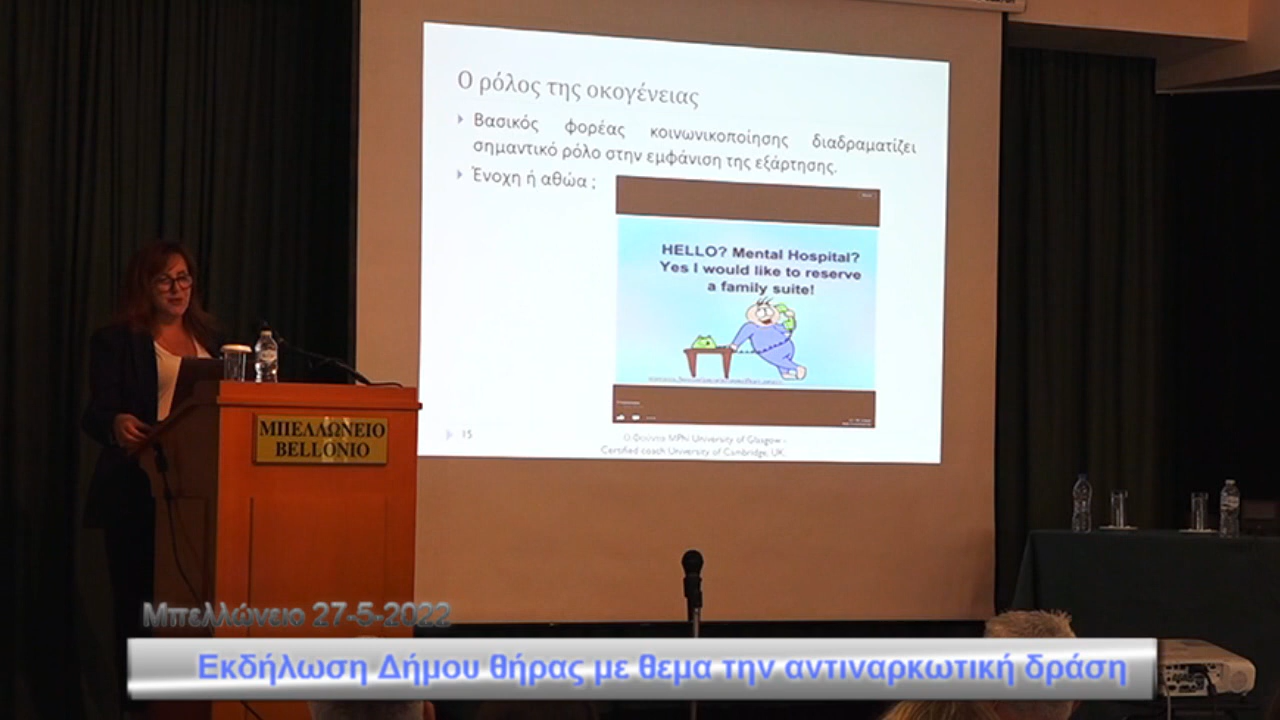 Ο ρόλος της οκογένειας
Βασικός φορέας κοινωνικοποίησης διαδραματίζει
σημαντικό ρόλο στην εμφάνιση της εξάρτησης.
Ένοχη ή αθώα ;
HELLO? Mental Hospital?
Yes I would like to reserve
a family suite!
15
MPhi University of Glasgow -
Certified coach University of Cambridge, UK.
ΜΠΕΛΛΩΝΕΙΟ
BELLONIO
Μπελλώνειο 27-5-2022
Εκδήλωση Δήμου θήρας με θεμα την αντιναρκωτική δράση